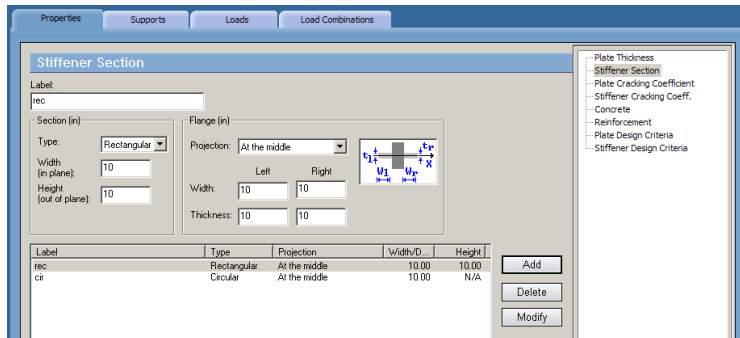 Properties
Supports
Loads
Load Combinations
Stiffener Section
Label:
rec
Section (in)
Type:
Rectangular
Width
(in plane):
10
Height
(out of plane):
10
Flange (in)
Projection:
At the middle
Left
Right
Width:
10
10
Thickness:
10
10
tl
tr
Wl
Wr
x
Label Type Projection Width/D... Height
rec Rectangular At the middle 10.00 10.00
cir Circular At the middle 10.00 N/A
Add
Delete
Modify
Plate Thickness
Stiffener Section
Plate Cracking Coefficient
Stiffener Cracking Coeff.
Concrete
Reinforcement
Plate Design Criteria
Stiffener Design Criteria